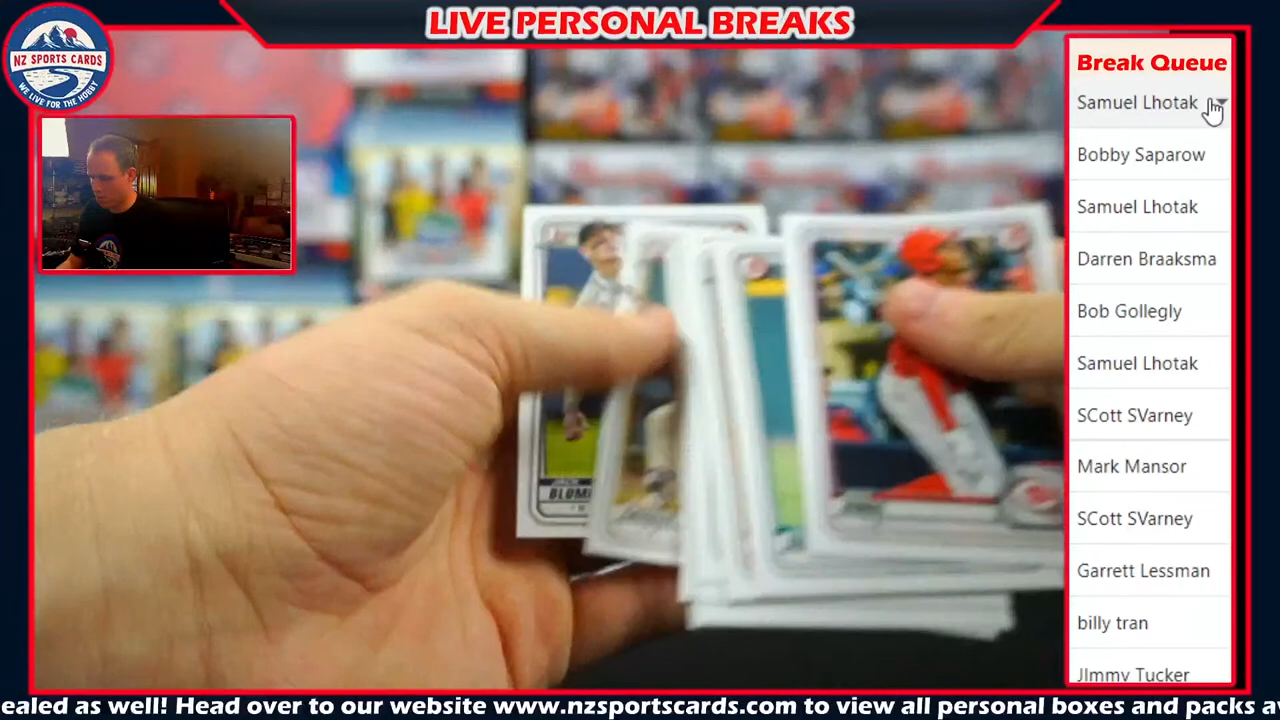 LIVE PERSONAL BREAKS
NZ SPORTS CARDS
WE LIVE FOR THE HOBBY
Break Queue
Samuel Lhotak
Bobby Saparow
Samuel Lhotak
Darren Braaksma
Bob Gollegly
Samuel Lhotak
SCott SVarney
Mark Mansor
SCott SVarney
Garrett Lessman
billy tran
JImmy Tucker
ealed as well! Head over to our website www.nzsportscards.com to view all personal boxes and packs av